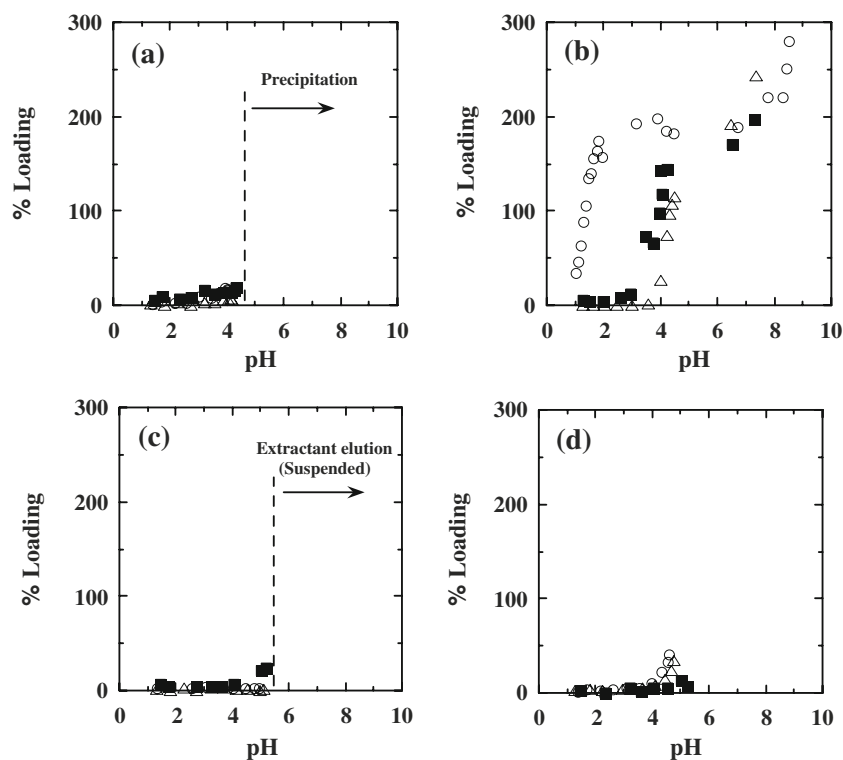 300
(a)
Precipitation
200
% Loading
100
0
0 2 4 6 8 10
pH
300
(b)
200
% Loading
100
0
0 2 4 6 8 10
pH
300
(c)
Extractant elution
(Suspended)
200
% Loading
100
0
0 2 4 6 8 10
pH
300
(d)
200
% Loading
100
0
0 2 4 6 8 10
pH